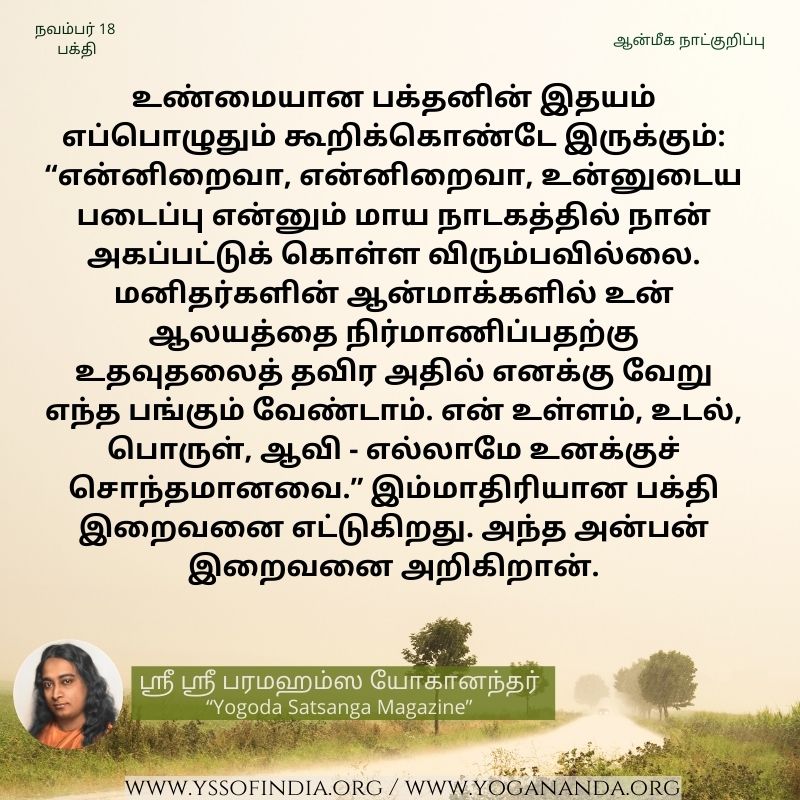 நவம்பர் 18
பக்தி
ஆன்மீக நாட்குறிப்பு
உண்மையான பக்தனின் இதயம்
எப்பொழுதும் கூறிக்கொண்டே இருக்கும்:
“என்னிறைவா, என்னிறைவா, உன்னுடைய
படைப்பு என்னும் மாய நாடகத்தில் நான்
அகப்பட்டுக் கொள்ள விரும்பவில்லை.
மனிதர்களின் ஆன்மாக்களில் உன்
ஆலயத்தை நிர்மாணிப்பதற்கு
உதவுதலைத் தவிர அதில் எனக்கு வேறு
எந்த பங்கும் வேண்டாம். என் உள்ளம், உடல்,
பொருள், ஆவி - எல்லாமே உனக்குச்
சொந்தமானவை.” இம்மாதிரியான பக்தி
இறைவனை எட்டுகிறது. அந்த அன்பன்
இறைவனை அறிகிறான்.
ஸ்ரீ ஸ்ரீ பரமஹம்ஸ யோகானந்தர்
“Yogoda Satsanga Magazine”
WWW.YSSOFINDIA.ORG / WWW.YOGANANDA.ORG